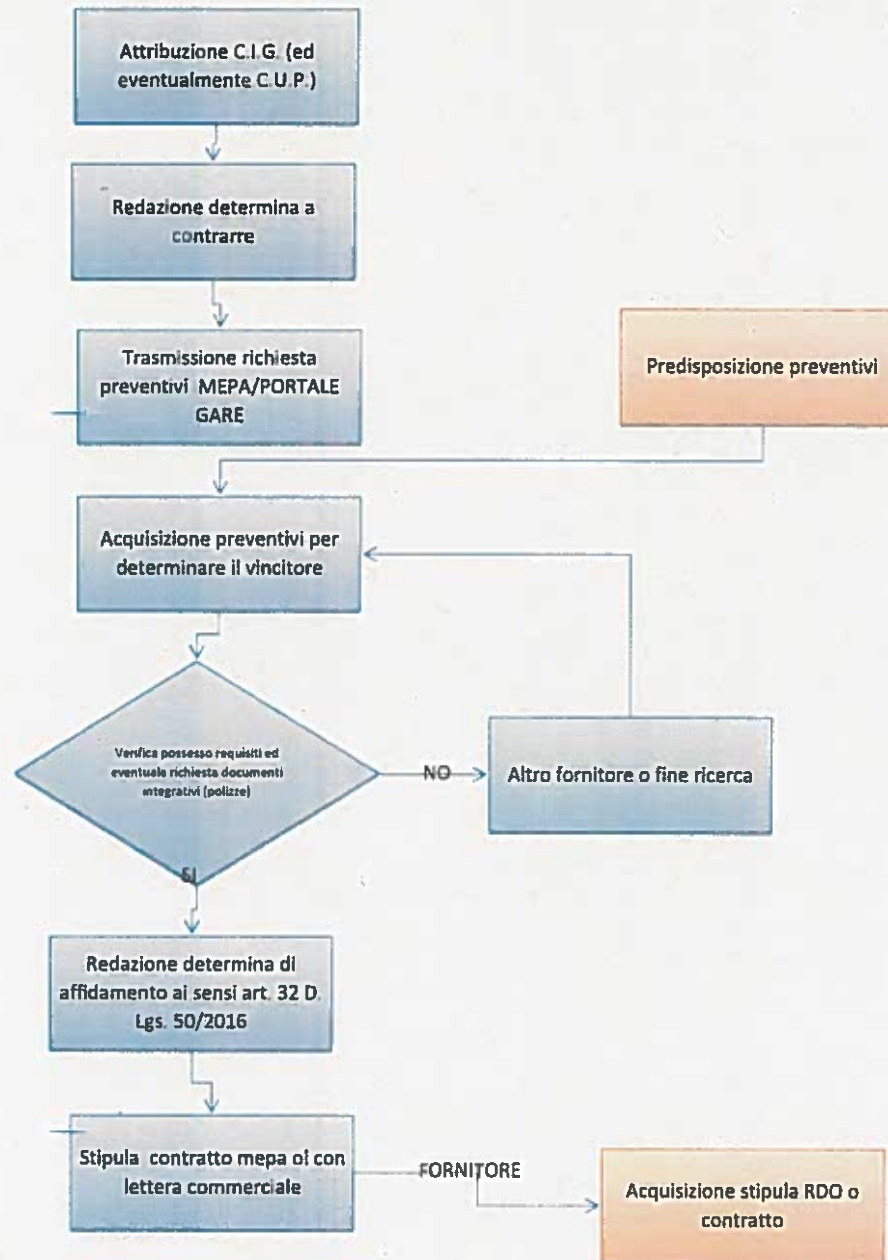 Attribuzione C.I.G. (ed
eventualmente C.U.P.)
Redazione determina a
contrarre
Trasmissione richiesta
preventivi MEPA/PORTALE
GARE
Predisposizione preventivi
Acquisizione preventivi per
determinare il vincitore
Verifica possesso requisiti ed
eventuale richiesta documenti
integrativi (polizze)
NO
Altro fornitore o fine ricerca
SI
Redazione determina di
affidamento ai sensi art. 32 D.
Lgs. 50/2016
Stipula contratto mepa oi con
lettera commerciale
FORNITORE
Acquisizione stipula RDO o
contratto